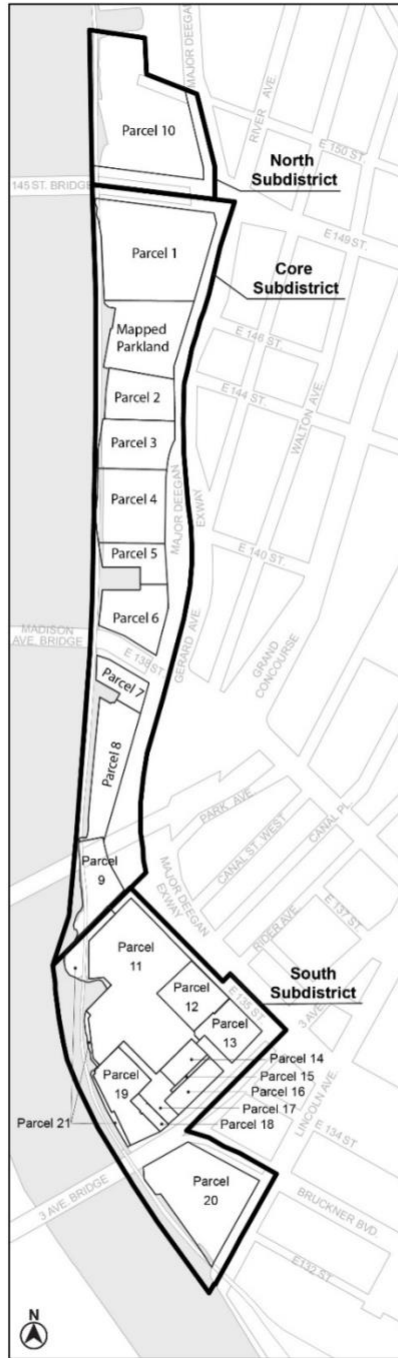 MAJOR DEEGAN
RIVER AVE.
E 150 ST.
Parcel 10
North
Subdistrict
145 ST. BRIDGE
E 149 ST.
Parcel 1
Core
Subdistrict
Mapped
Parkland
E 146 ST.
Parcel 2
E 144 ST.
WALTON AVE.
Parcel 3
Parcel 4
MAJOR DEEGAN
EXWAY
Parcel 5
E 140 ST.
Parcel 6
MADISON
AVE. BRIDGE
E 138 ST
GERARD AVE.
GRAND
CONCOURSE
Parcel 7
Parcel 8
PARK AVE.
CANAL ST. WEST
CANAL PL.
Parcel
9
MAJOR DEEGAN
EXWAY
RIDER AVE.
E 137 ST.
Parcel
11
3 AVE.
E 135 ST.
South
Subdistrict
Parcel
12
Parcel
13
Parcel 14
Parcel 15
Parcel 16
Parcel
19
LINCOLN AVE.
Parcel 17
Parcel 18
Parcel 21
E 134 ST.
Parcel
20
BRUCKNER BVD.
3 AVE. BRIDGE
E 132 ST.
N